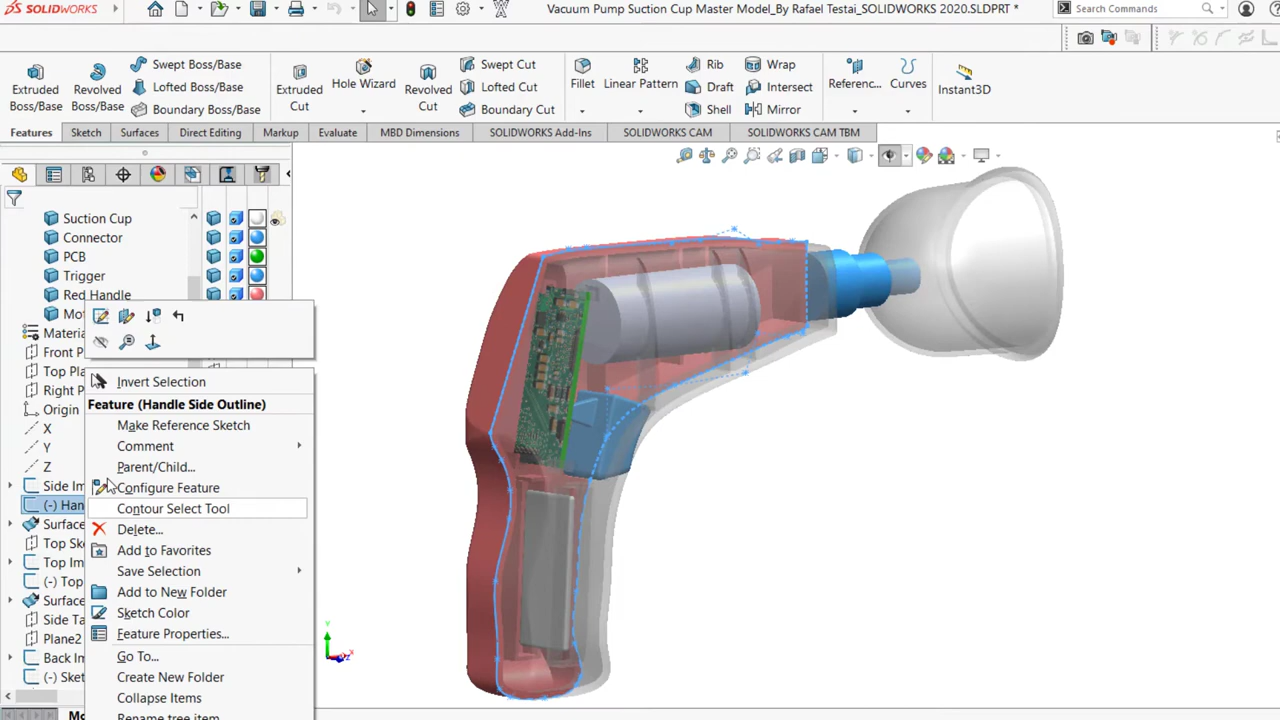 SOLIDWORKS
Vacuum Pump Suction Cup Master Model_By Rafael Testai_SOLIDWORKS 2020.SLDPRT *
Search Commands
Extruded Boss/Base
Revolved Boss/Base
Swept Boss/Base
Lofted Boss/Base
Boundary Boss/Base
Extruded Cut
Hole Wizard
Revolved Cut
Swept Cut
Lofted Cut
Boundary Cut
Fillet
Linear Pattern
Rib
Draft
Shell
Wrap
Intersect
Mirror
Referenc...
Curves
Instant3D
Features
Sketch
Surfaces
Direct Editing
Markup
Evaluate
MBD Dimensions
SOLIDWORKS Add-Ins
SOLIDWORKS CAM
SOLIDWORKS CAM TBM
Suction Cup
Connector
PCB
Trigger
Red Handle
Mot
Materia
Front P
Top Pla
Right P
Origin
X
Y
Z
Side Im
(-) Han
Surface
Top Sk
Top Im
(-) Top
Surface
Side Ta
Plane2
Back Im
(-) Sket
Mo
Invert Selection
Feature (Handle Side Outline)
Make Reference Sketch
Comment
Parent/Child...
Configure Feature
Contour Select Tool
Delete...
Add to Favorites
Save Selection
Add to New Folder
Sketch Color
Feature Properties...
Go To...
Create New Folder
Collapse Items
Rename tree item
Y